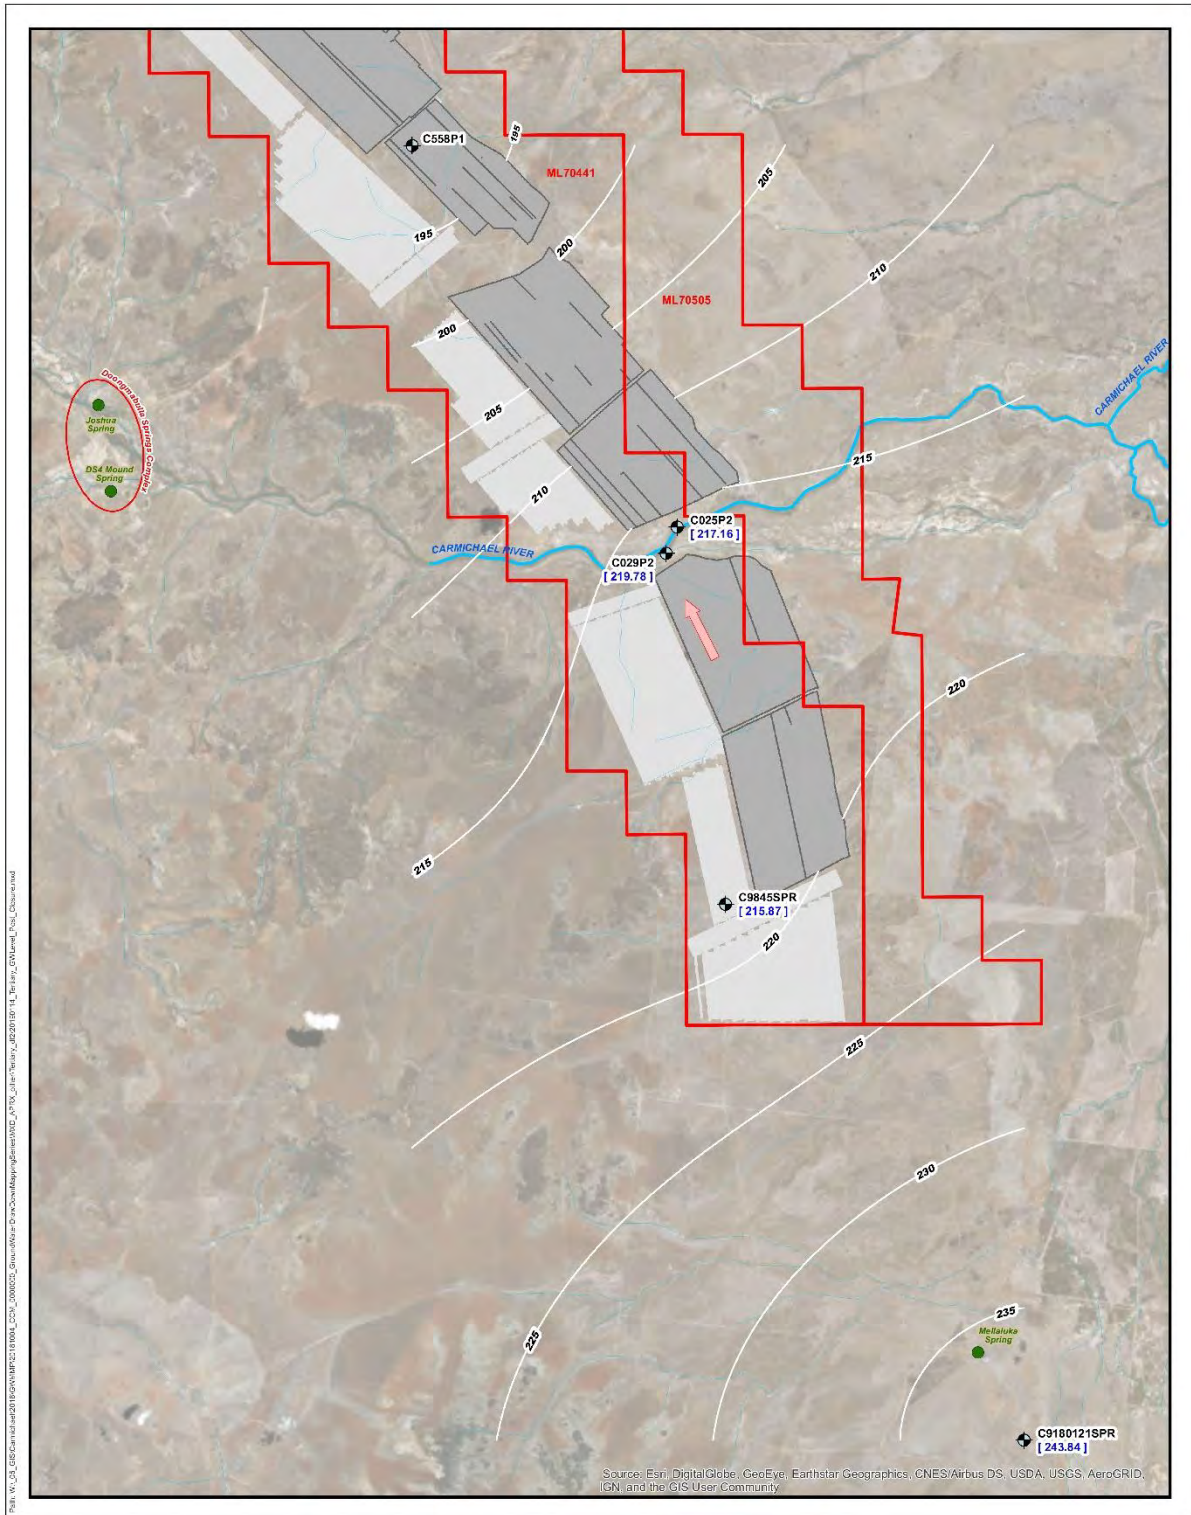 C558P1
195
ML70441
205
195
200
210
ML70505
200
CARMICHAEL RIVER
Doongmabulla Springs Complex
Joshua
Spring
205
DS4 Mound
Spring
215
210
C025P2
[ 217.16 ]
CARMICHAEL RIVER
C029P2
[ 219.78 ]
220
215
C9845SPR
[ 215.87 ]
220
225
230
235
Mellaluka
Spring
225
C9180121SPR
[ 243.84 ]
Source: Esri, DigitalGlobe, GeoEye, Earthstar Geographics, CNES/Airbus DS, USDA, USGS, AeroGRID,
IGN, and the GIS User Community